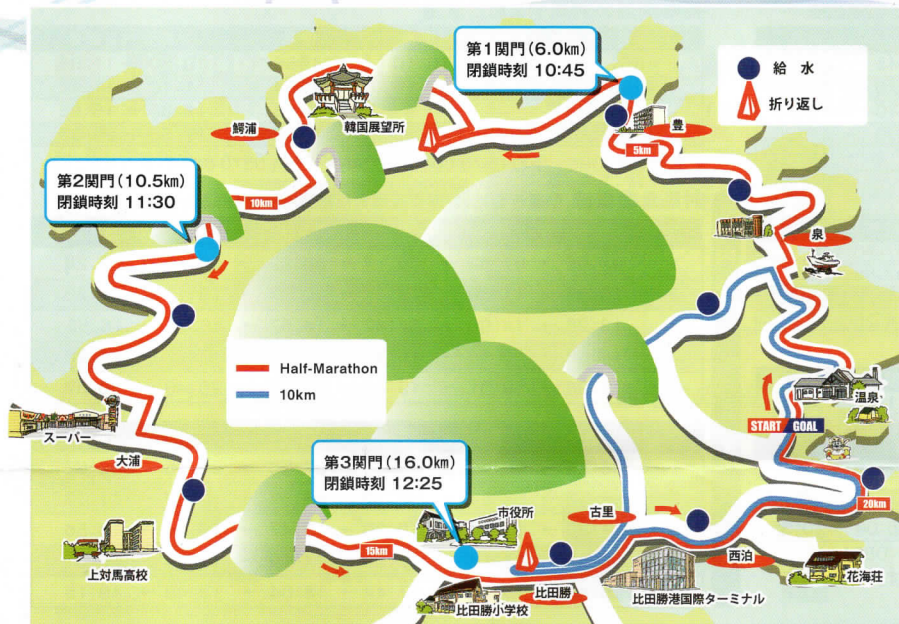 第1関門(6.0km)
閉鎖時刻 10:45
給水
折り返し
韓国展望所
鰐浦
豊
5km
第2関門(10.5km)
閉鎖時刻 11:30
10km
泉
Half-Marathon
10km
温泉
START GOAL
スーパー
大浦
第3関門(16.0km)
閉鎖時刻 12:25
市役所
古里
20km
15km
上対馬高校
西泊
花海荘
比田勝
比田勝小学校
比田勝港国際ターミナル